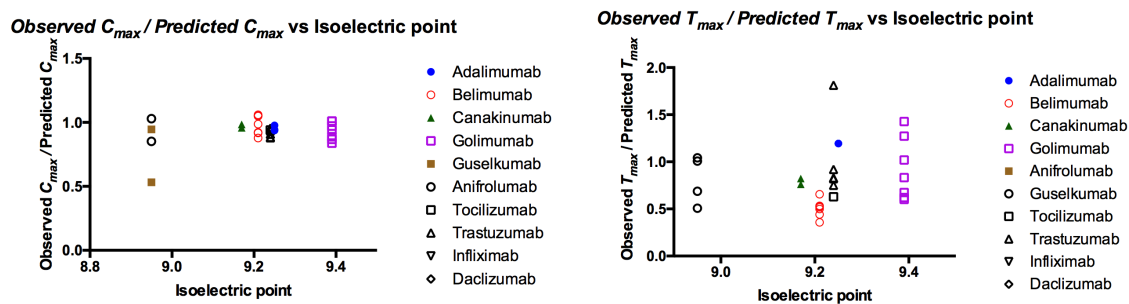 Observed Cmax / Predicted Cmax vs Isoelectric point
Observed Cmax / Predicted Cmax
1.5
1.0
0.5
0.0
8.8 9.0 9.2 9.4
Isoelectric point
Adalimumab
Belimumab
Canakinumab
Golimumab
Guselkumab
Anifrolumab
Tocilizumab
Trastuzumab
Infliximab
Daclizumab
Observed Tmax / Predicted Tmax vs Isoelectric point
Observed Tmax / Predicted Tmax
2.0
1.5
1.0
0.5
0.0
9.0 9.2 9.4
Isoelectric point
Adalimumab
Belimumab
Canakinumab
Golimumab
Anifrolumab
Guselkumab
Tocilizumab
Trastuzumab
Infliximab
Daclizumab